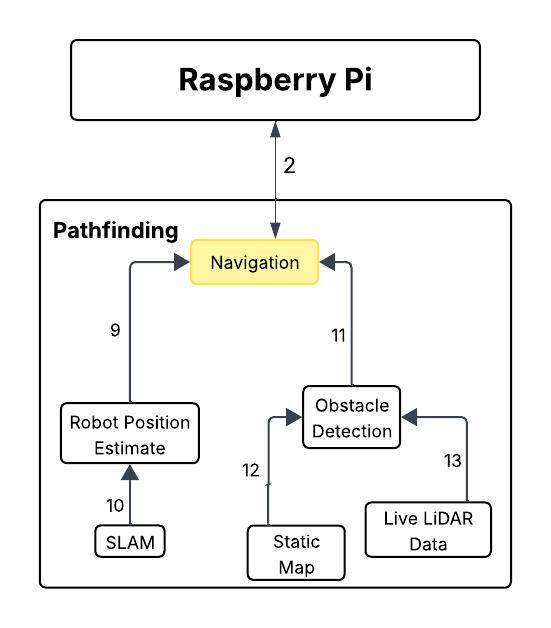 Raspberry Pi
2
Pathfinding
Navigation
9
11
Robot Position
Estimate
Obstacle
Detection
10
12
13
SLAM
Static
Map
Live LiDAR
Data